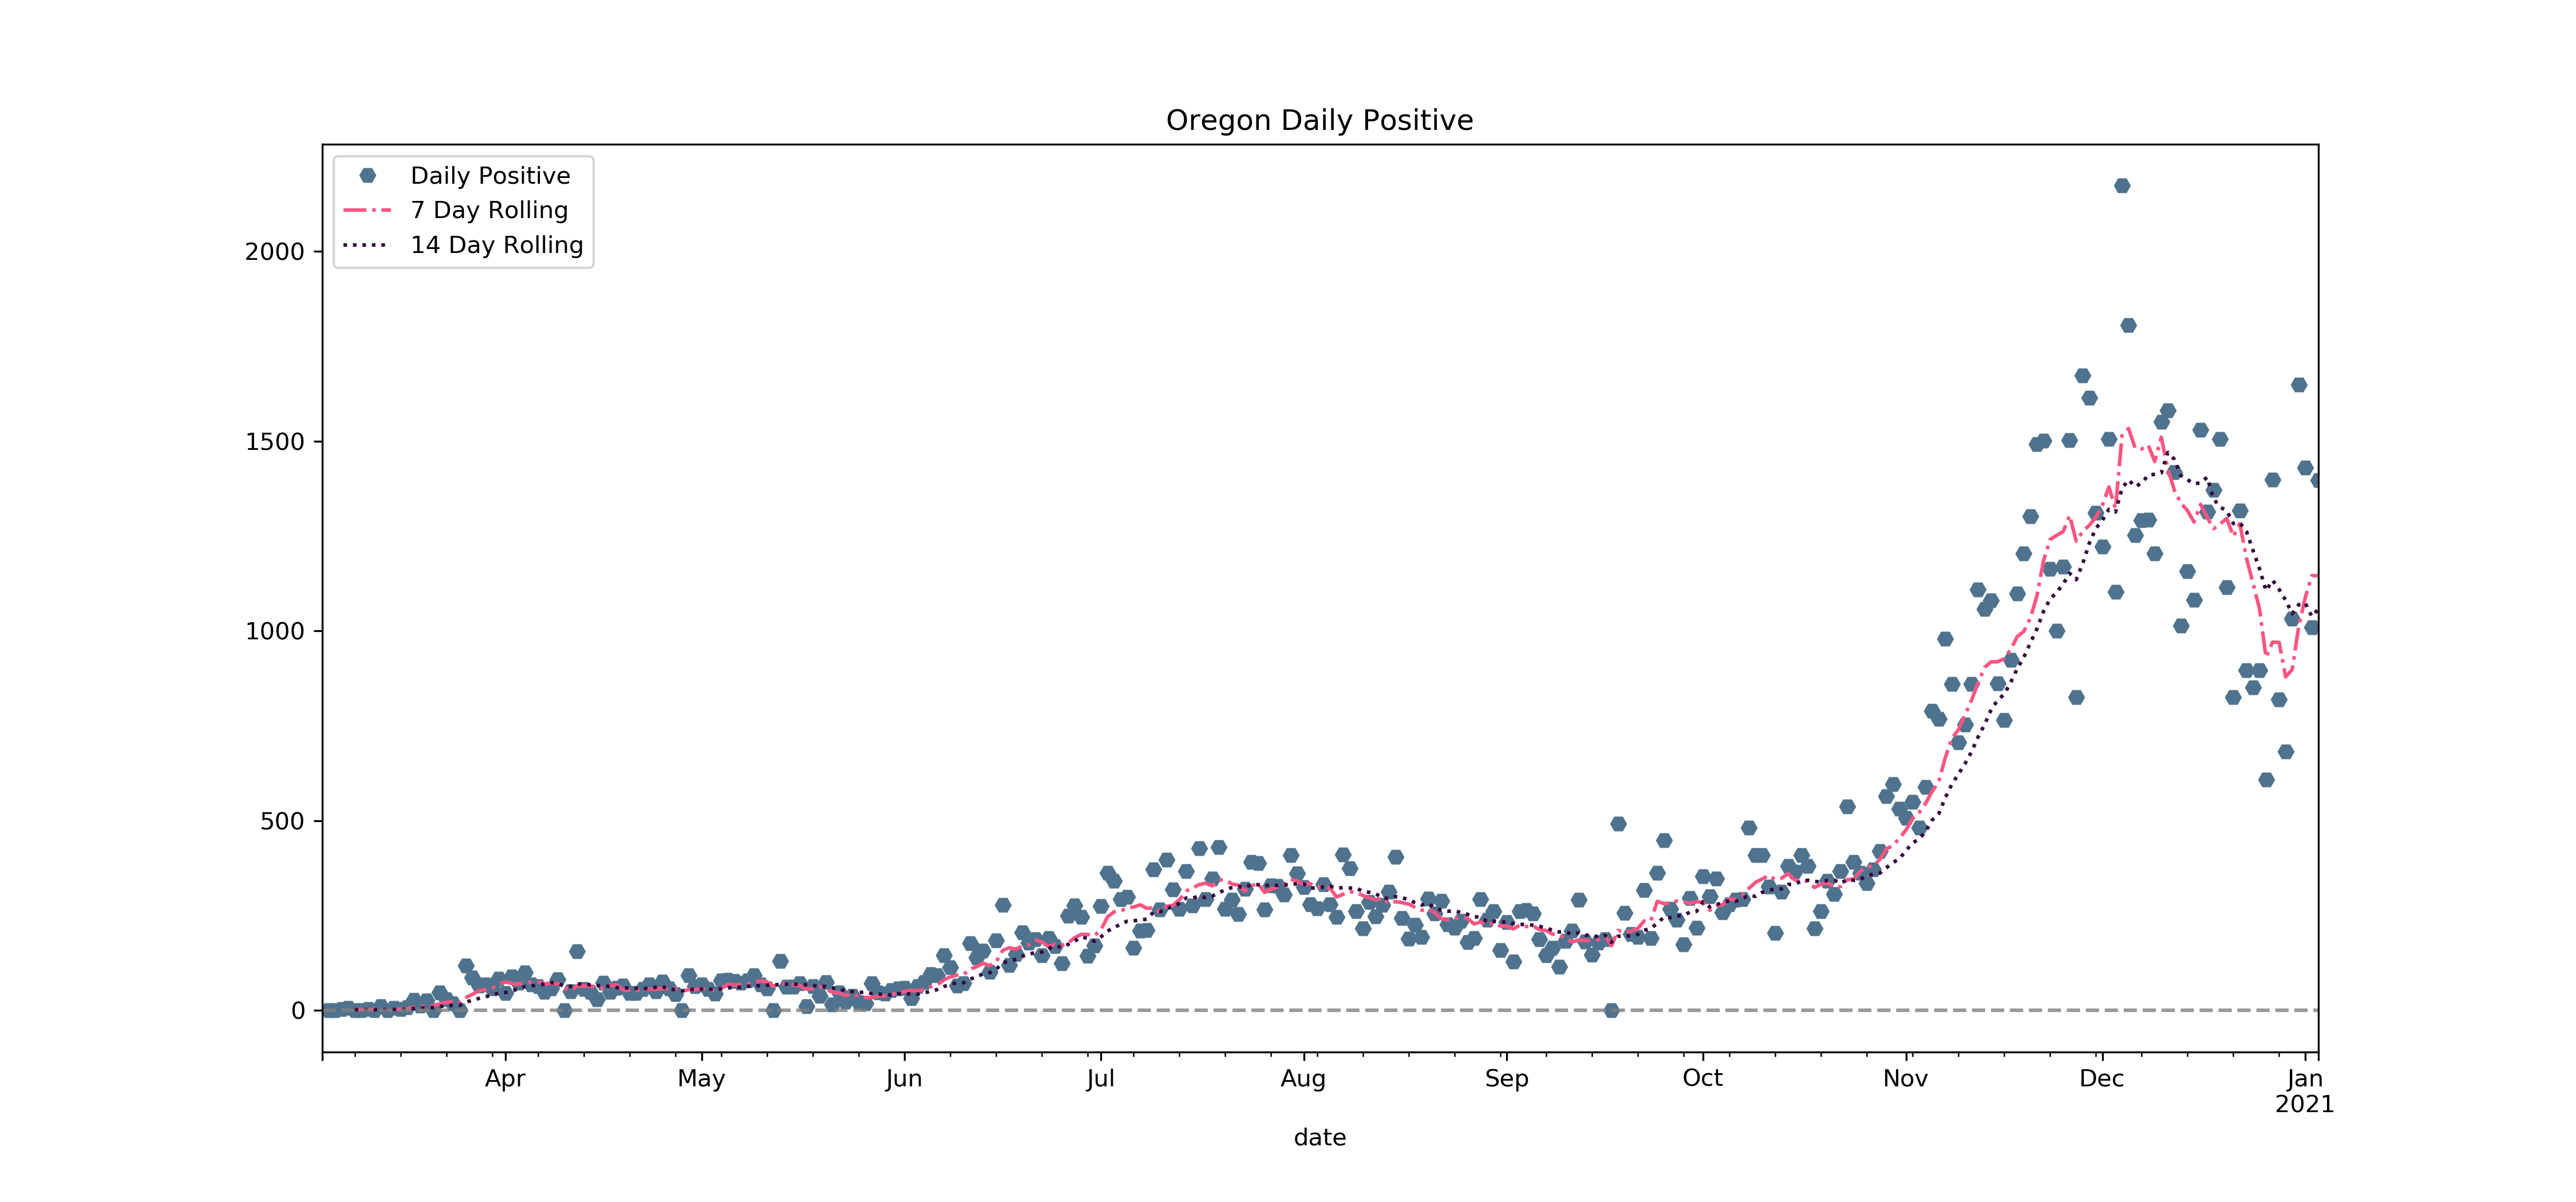 Oregon Daily Positive
Daily Positive
7 Day Rolling
14 Day Rolling
2000
1500
1000
500
0
Apr May Jun Jul Aug Sep Oct Nov Dec Jan
2021
date